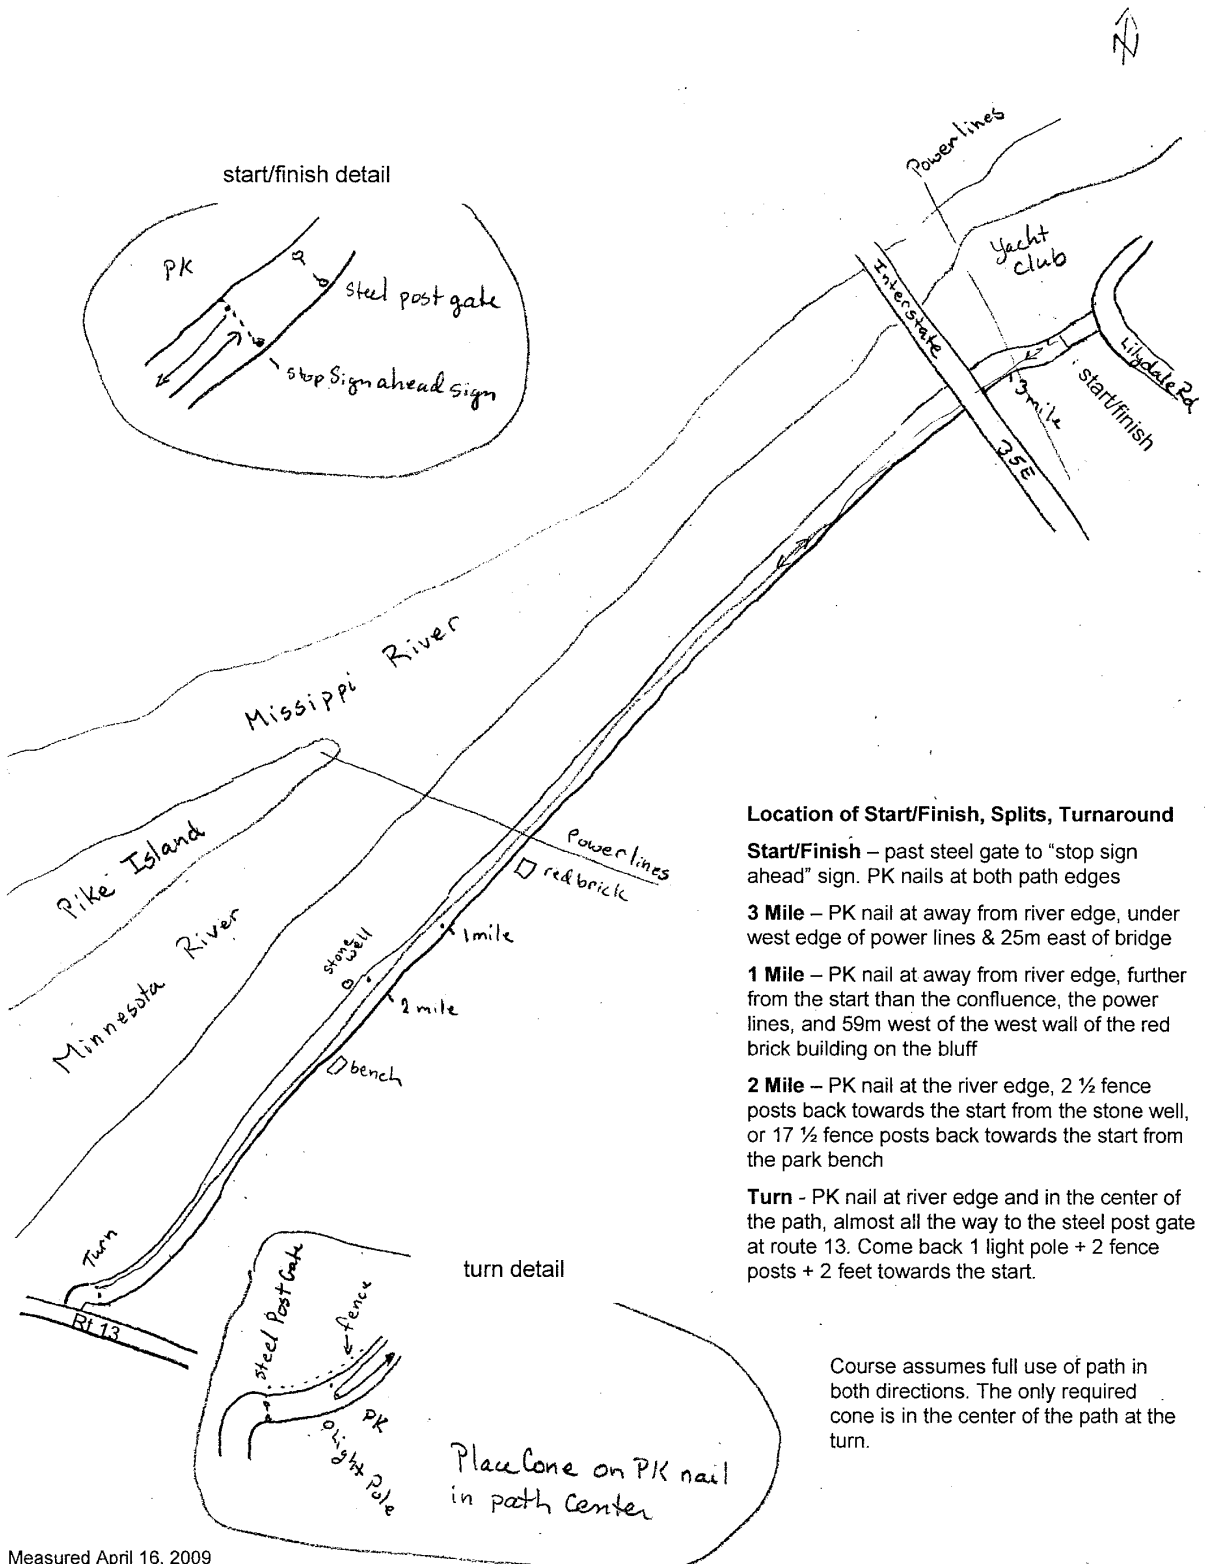 N
Powerlines
start/finish detail
PK
steel post gate
stop Sign ahead sign
Yacht
club
Interstate
35E
Lilydale Rd
3 mile
start/finish
Missippi River
Pike Island
Minnesota River
Powerlines
red brick
1 mile
stone
well
2 mile
bench
Turn
Rt 13
Location of Start/Finish, Splits, Turnaround
Start/Finish – past steel gate to “stop sign
ahead” sign. PK nails at both path edges
3 Mile – PK nail at away from river edge, under
west edge of power lines & 25m east of bridge
1 Mile – PK nail at away from river edge, further
from the start than the confluence, the power
lines, and 59m west of the west wall of the red
brick building on the bluff
2 Mile – PK nail at the river edge, 2 ½ fence
posts back towards the start from the stone well,
or 17 ½ fence posts back towards the start from
the park bench
Turn - PK nail at river edge and in the center of
the path, almost all the way to the steel post gate
at route 13. Come back 1 light pole + 2 fence
posts + 2 feet towards the start.
turn detail
Steel Post Gate
fence
PK
Light Pole
Place Cone on PK nail
in path center
Course assumes full use of path in
both directions. The only required
cone is in the center of the path at the
turn.
Measured April 16, 2009